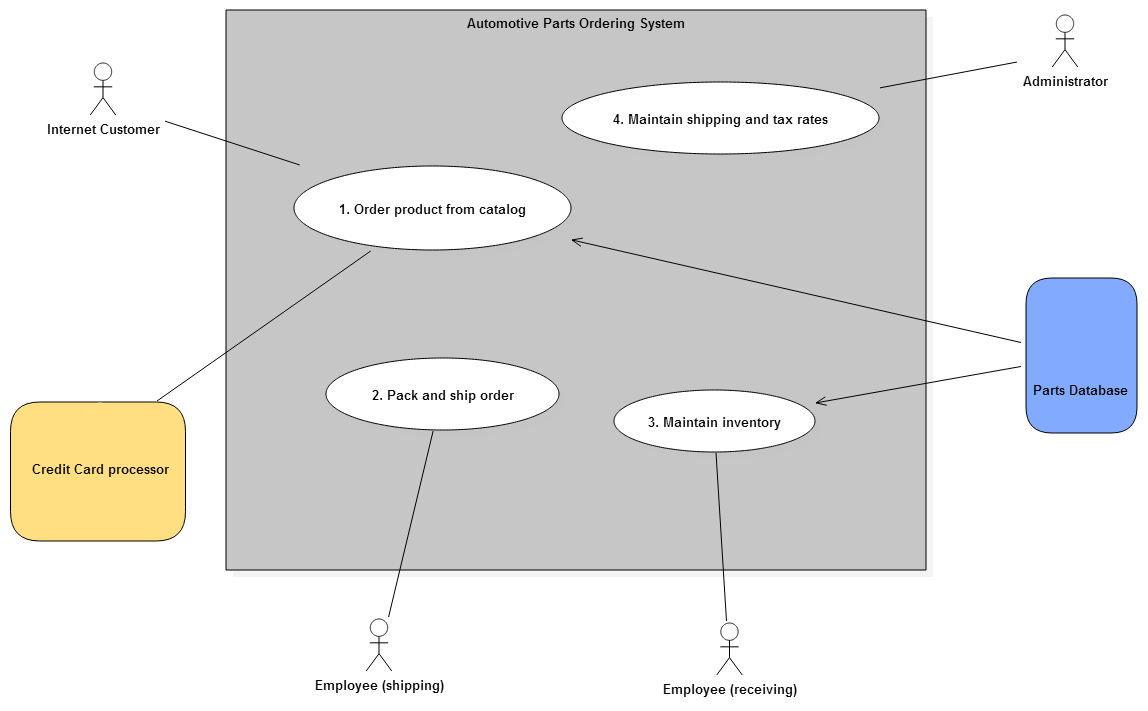 Automotive Parts Ordering System
Administrator
Internet Customer
4. Maintain shipping and tax rates
1. Order product from catalog
Parts Database
2. Pack and ship order
3. Maintain inventory
Credit Card processor
Employee (shipping)
Employee (receiving)